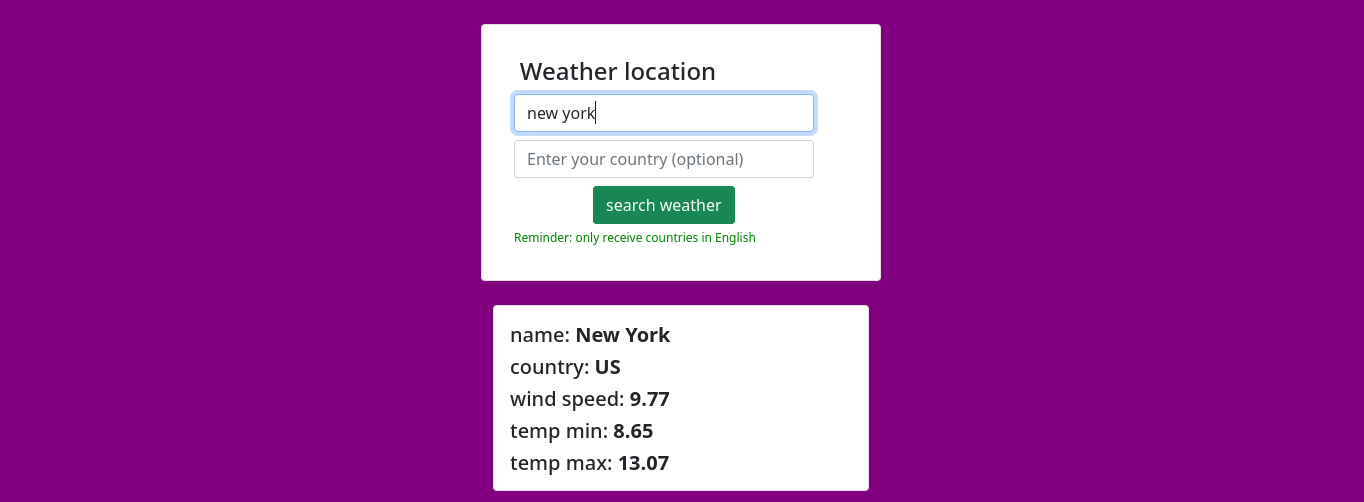 Weather location
new york
Enter your country (optional)
search weather
Reminder: only receive countries in English
name: New York
country: US
wind speed: 9.77
temp min: 8.65
temp max: 13.07